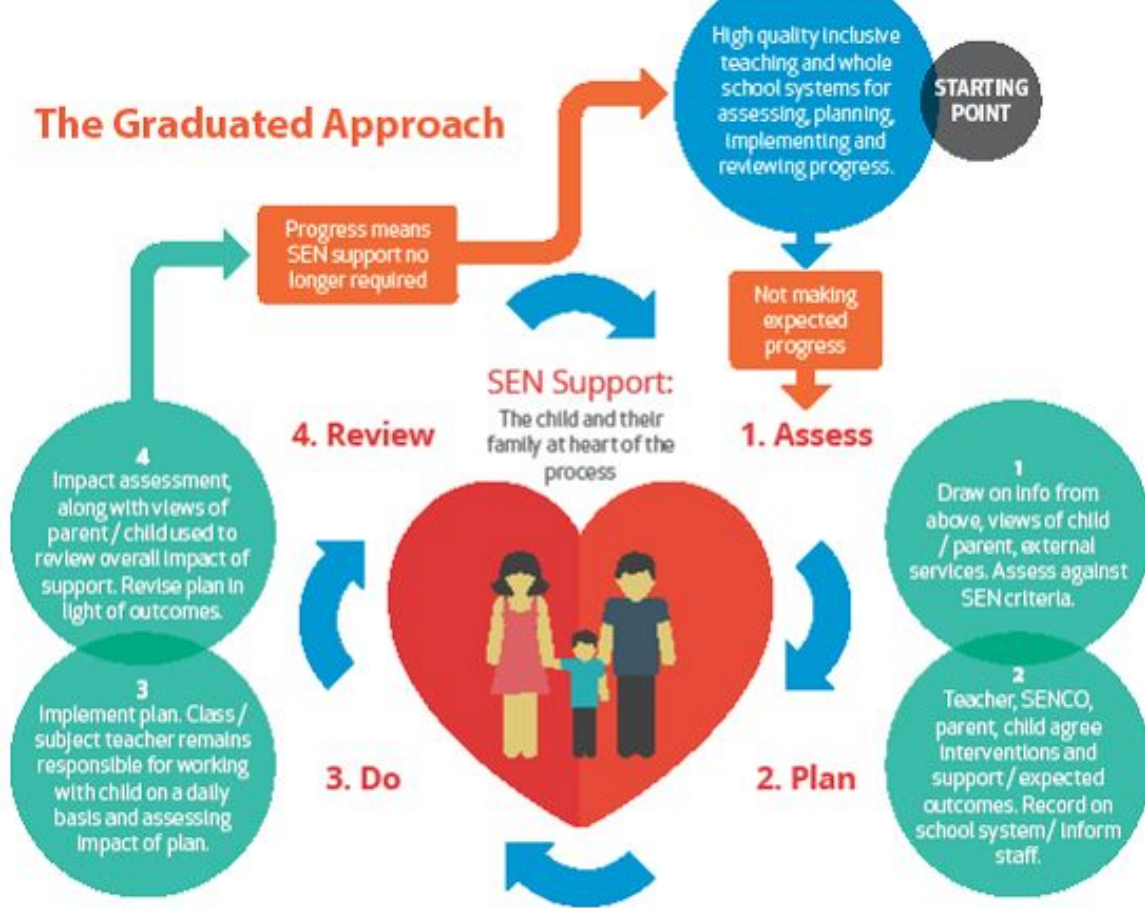 The Graduated Approach
High quality inclusive
teaching and whole
school systems for
assessing, planning,
implementing and
reviewing progress.
STARTING
POINT
Progress means
SEN support no
longer required
Not making
expected
progress
SEN Support:
The child and their
family at heart of the
process
4. Review
1. Assess
4
Impact assessment,
along with views of
parent / child used to
review overall impact of
support. Revise plan in
light of outcomes.
1
Draw on info from
above, views of child
/ parent, external
services. Assess against
SEN criteria.
3
Implement plan. Class /
subject teacher remains
responsible for working
with child on a daily
basis and assessing
impact of plan.
3. Do
2. Plan
2
Teacher, SENCO,
parent, child agree
interventions and
support / expected
outcomes. Record on
school system / inform
staff.